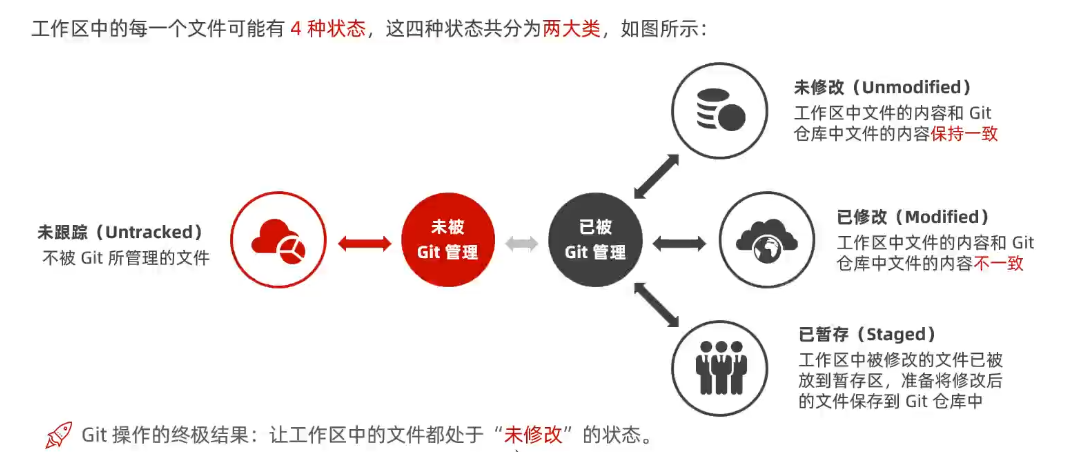 工作区中的每一个文件可能有 4 种状态，这四种状态共分为两大类，如图所示：
未修改（Unmodified）
工作区中文件的内容和 Git
仓库中文件的内容保持一致
未跟踪（Untracked）
不被 Git 所管理的文件
未被
Git 管理
已被
Git 管理
已修改（Modified）
工作区中文件的内容和 Git
仓库中文件的内容不一致
已暂存（Staged）
工作区中被修改的文件已被
放到暂存区，准备将修改后
的文件保存到 Git 仓库中
Git 操作的终极结果：让工作区中的文件都处于“未修改”的状态。